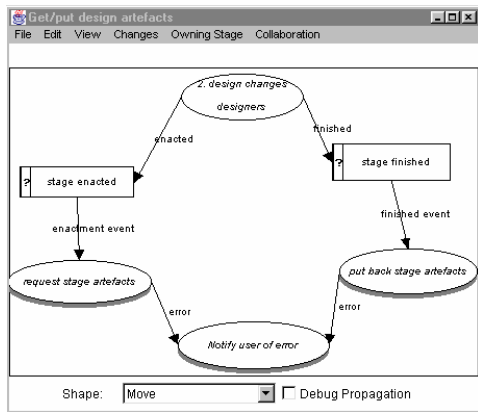 Get/put design artefacts
File Edit View Changes Owning Stage Collaboration
2. design changes
designers
enacted
finished
? stage enacted
? stage finished
enactment event
finished event
request stage artefacts
put back stage artefacts
error
error
Notify user of error
Shape: Move Debug Propagation